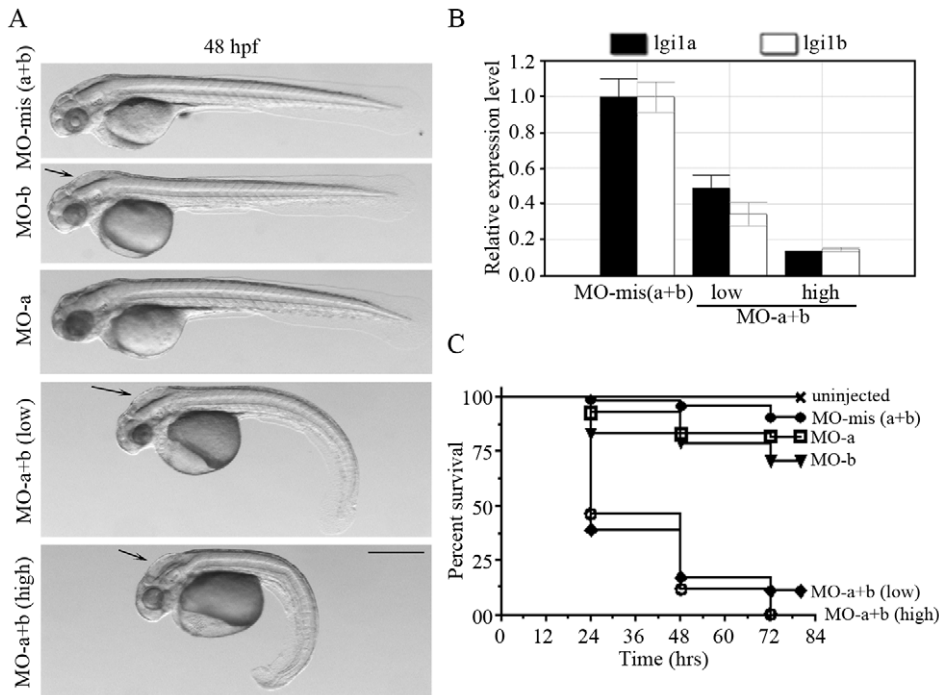 A
48 hpf
MO-mis (a+b)
MO-b
MO-a
MO-a+b (low)
MO-a+b (high)
B
lgi1a lgi1b
Relative expression level
1.2
1.0
0.8
0.6
0.4
0.2
0.0
MO-mis(a+b) low high
MO-a+b
C
Percent survival
100
75
50
25
00
uninjected
MO-mis (a+b)
MO-a
MO-b
MO-a+b (low)
MO-a+b (high)
0 12 24 36 48 60 72 84
Time (hrs)